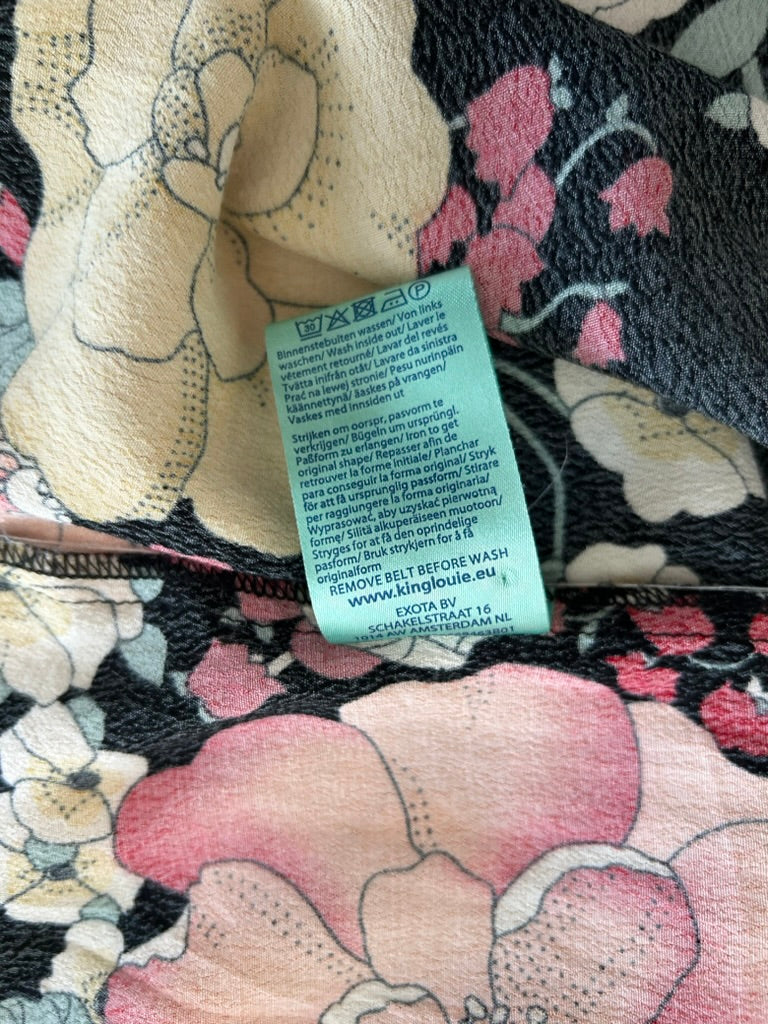 30 P
Binnenstebuiten wassen/ Von links
waschen/ Wash inside out/ Laver le
vêtement retourné/ Lavar del revés
Tvätta inifrån otåt/ Lavare da sinistra
Prać na lewej stronie/ Pesu nurinpäin
käännettynä/ äaskes på vrangen/
Vaskes med innsiden ut
Strijken om oorspr, pasvorm te
verkrijgen/ Bügeln um ursprüngl.
Paßform zu erlangen/ Iron to get
original shape/ Repasser afin de
retrouver la forme initiale/ Planchar
para conseguir la forma original/ Stryk
för att få ursprunglig passform/ Stirare
per raggiungere la forma originaria/
Wyprasować, aby uzyskać pierwotną
formę/ Silitä alkuperäiseen muotoon/
Stryges for at få den oprindelige
pasform/ Bruk strykjern for å få
originalform
REMOVE BELT BEFORE WASH
www.kinglouie.eu
EXOTA BV
SCHAKELSTRAAT 16
1014 AW AMSTERDAM NL